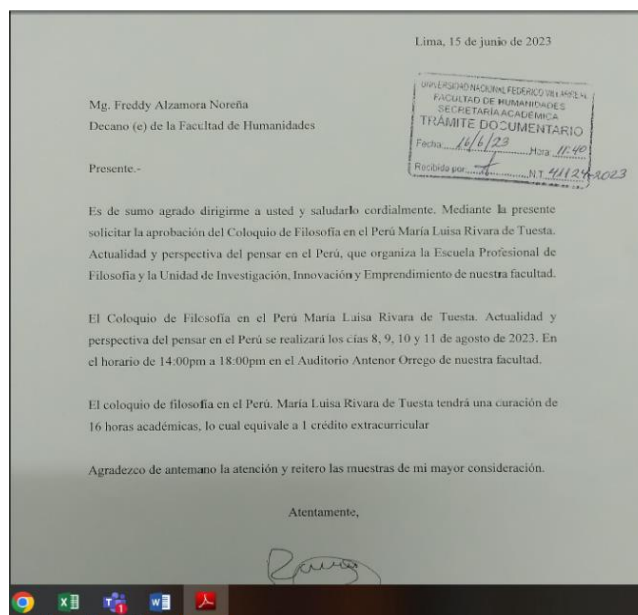 Lima, 15 de junio de 2023
UNIVERSIDAD NACIONAL FEDERICO VILLARREAL
FACULTAD DE HUMANIDADES
SECRETARÍA ACADÉMICA
TRÁMITE DOCUMENTARIO
Fecha: 16/6/23 Hora: 11:40
Recibido por N.T. 41124-2023
Mg. Freddy Alzamora Noreña
Decano (e) de la Facultad de Humanidades
Presente.-
Es de sumo agrado dirigirme a usted y saludarlo cordialmente. Mediante la presente
solicitar la aprobación del Coloquio de Filosofía en el Perú María Luisa Rivara de Tuesta.
Actualidad y perspectiva del pensar en el Perú, que organiza la Escuela Profesional de
Filosofía y la Unidad de Investigación, Innovación y Emprendimiento de nuestra facultad.
El Coloquio de Filosofía en el Perú María Luisa Rivara de Tuesta. Actualidad y
perspectiva del pensar en el Perú se realizará los días 8, 9, 10 y 11 de agosto de 2023. En
el horario de 14:00pm a 18:00pm en el Auditorio Antenor Orrego de nuestra facultad.
El coloquio de filosofía en el Perú. María Luisa Rivara de Tuesta tendrá una curación de
16 horas académicas, lo cual equivale a 1 crédito extracurricular
Agradezco de antemano la atención y reitero las muestras de mi mayor consideración.
Atentamente,